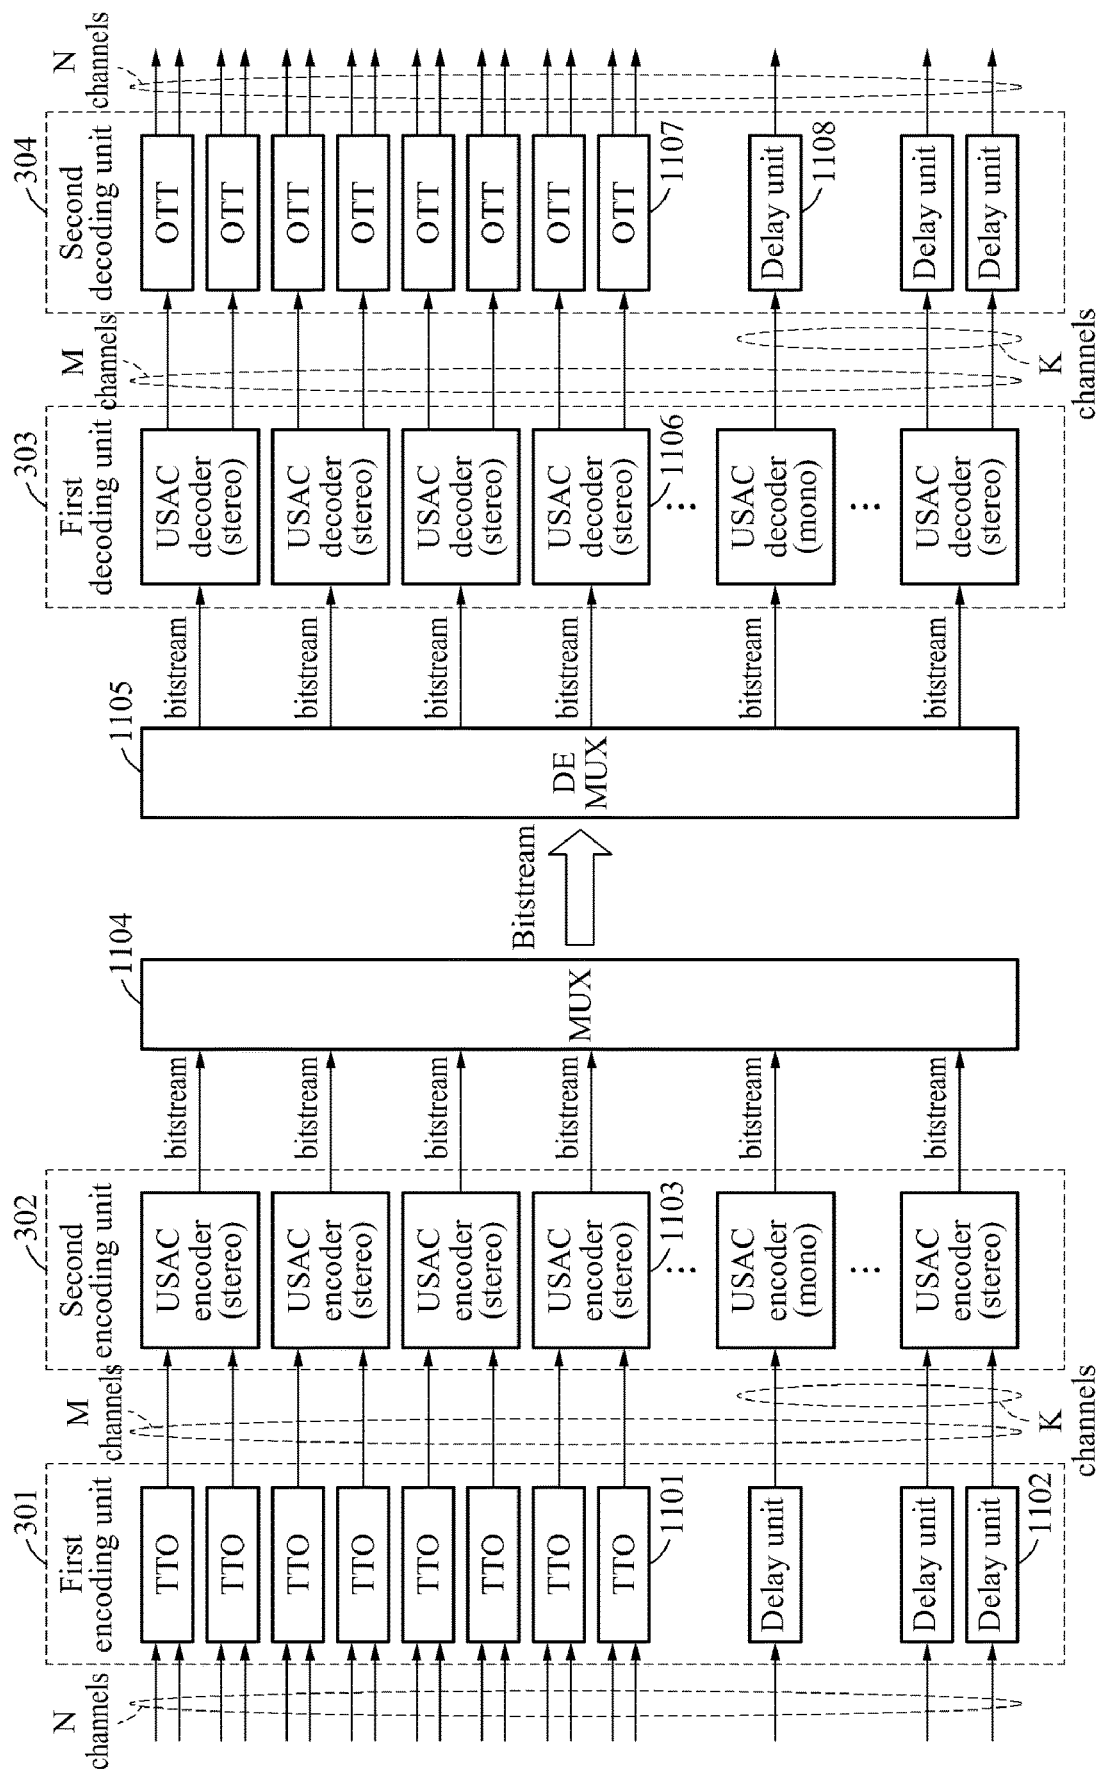 N
channels
301
First
encoding unit
TTO
TTO
TTO
TTO
TTO
TTO
TTO
TTO
1101
Delay unit
Delay unit
Delay unit
1102
M
channels
K
channels
302
Second
encoding unit
USAC
encoder
(stereo)
USAC
encoder
(stereo)
USAC
encoder
(stereo)
USAC
encoder
(stereo)
1103
...
USAC
encoder
(mono)
...
USAC
encoder
(stereo)
bitstream
bitstream
bitstream
bitstream
bitstream
bitstream
1104
MUX
Bitstream
1105
DE
MUX
bitstream
bitstream
bitstream
bitstream
bitstream
bitstream
303
First
decoding unit
USAC
decoder
(stereo)
USAC
decoder
(stereo)
USAC
decoder
(stereo)
USAC
decoder
(stereo)
1106
...
USAC
decoder
(mono)
...
USAC
decoder
(stereo)
M
channels
K
channels
304
Second
decoding unit
OTT
OTT
OTT
OTT
OTT
OTT
OTT
OTT
1107
Delay unit
1108
Delay unit
Delay unit
N
channels